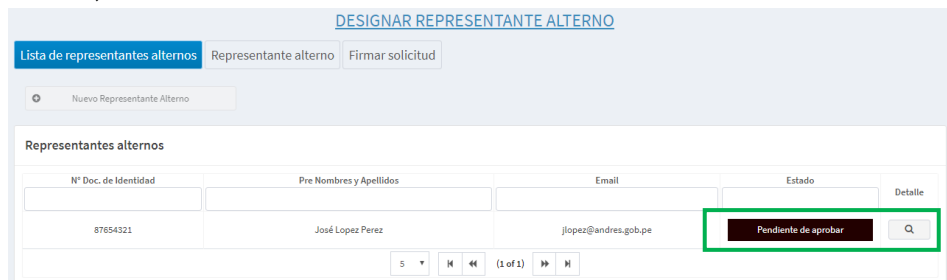 DESIGNAR REPRESENTANTE ALTERNO
Lista de representantes alternos Representante alterno Firmar solicitud
Nuevo Representante Alterno
Representantes alternos
N° Doc. de Identidad Pre Nombres y Apellidos Email Estado Detalle
87654321 José Lopez Perez jlopez@andres.gob.pe Pendiente de aprobar
5 (1 of 1)